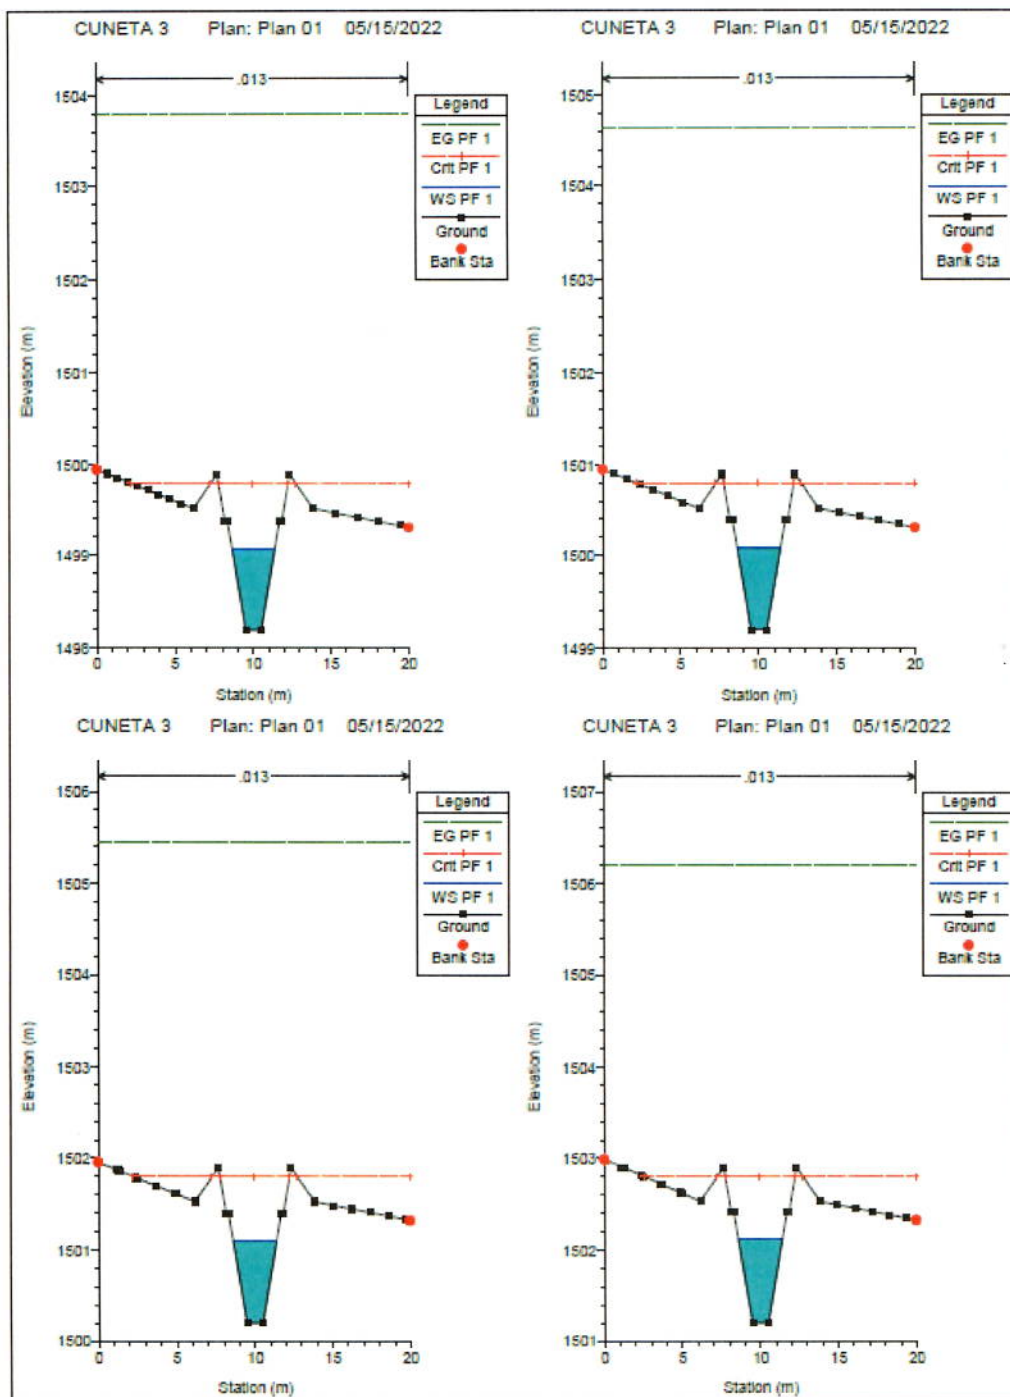 CUNETA 3 Plan: Plan 01 05/15/2022
.013
Legend
EG PF 1
Crit PF 1
WS PF 1
Ground
Bank Sta
Elevation (m)
1504
1503
1502
1501
1500
1499
1498
0 5 10 15 20
Station (m)
CUNETA 3 Plan: Plan 01 05/15/2022
.013
Legend
EG PF 1
Crit PF 1
WS PF 1
Ground
Bank Sta
Elevation (m)
1505
1504
1503
1502
1501
1500
1499
0 5 10 15 20
Station (m)
CUNETA 3 Plan: Plan 01 05/15/2022
.013
Legend
EG PF 1
Crit PF 1
WS PF 1
Ground
Bank Sta
Elevation (m)
1506
1505
1504
1503
1502
1501
1500
0 5 10 15 20
Station (m)
CUNETA 3 Plan: Plan 01 05/15/2022
.013
Legend
EG PF 1
Crit PF 1
WS PF 1
Ground
Bank Sta
Elevation (m)
1507
1506
1505
1504
1503
1502
1501
0 5 10 15 20
Station (m)